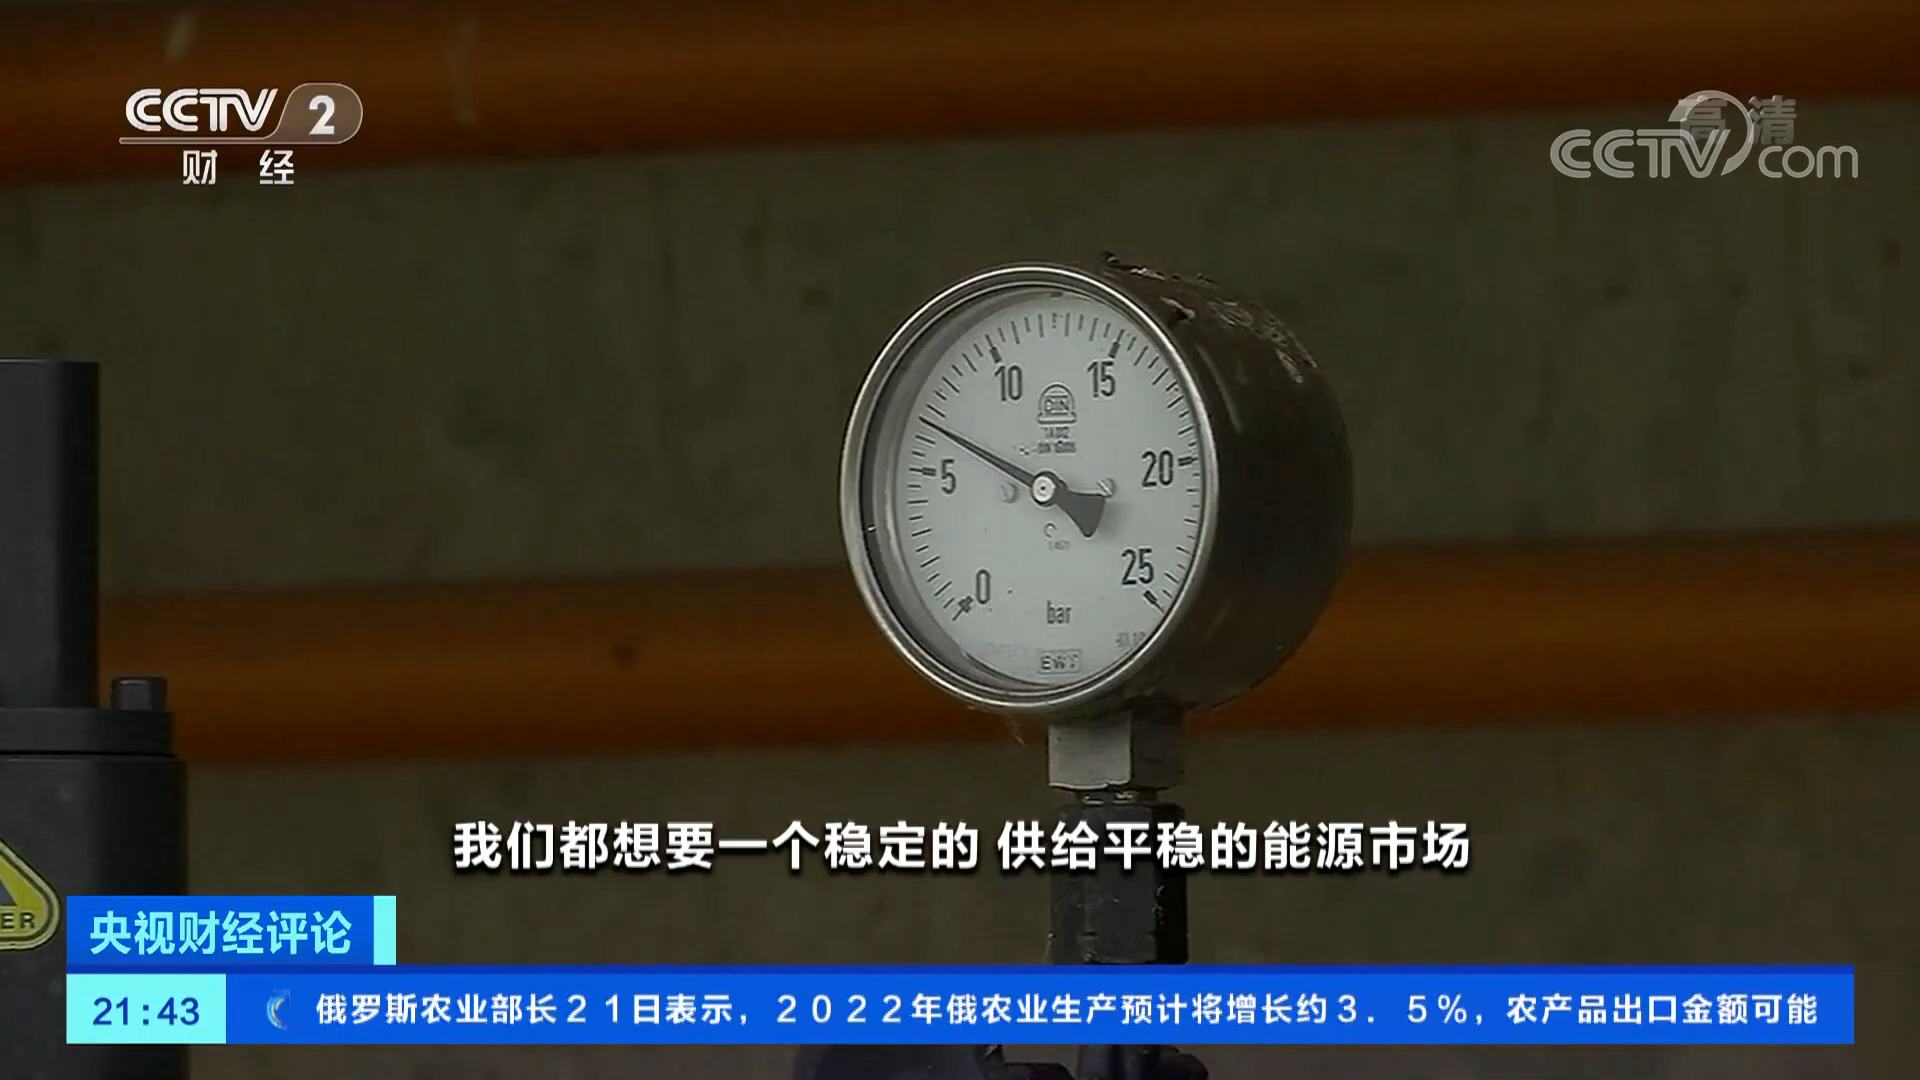 CCTV 2
财 经
高清
CCTV.com
10
15
DIN
5
20
0
25
bar
我们都想要一个稳定的 供给平稳的能源市场
ER
央视财经评论
21:43
俄罗斯农业部长21日表示，2022年俄农业生产预计将增长约3．5%，农产品出口金额可能